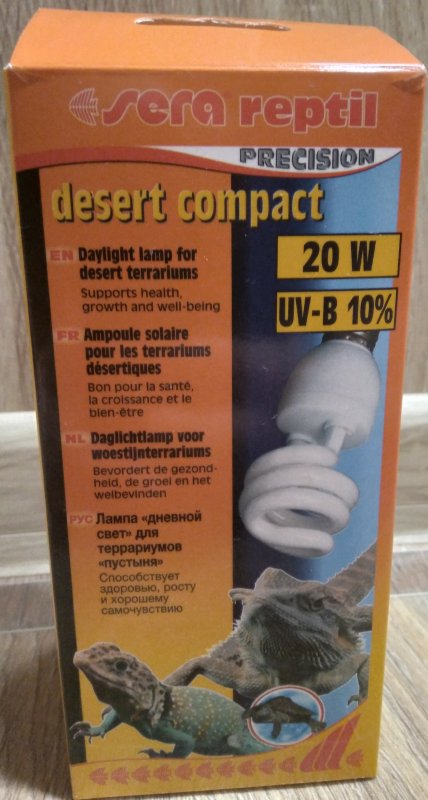 sera reptil
PRECISION
desert compact
20 W
UV-B 10%
EN Daylight lamp for
desert terrariums
Supports health,
growth and well-being
FR Ampoule solaire
pour les terrariums
désertiques
Bon pour la santé,
la croissance et le
bien-être
NL Daglichtlamp voor
woestijnterrariums
Bevordert de gezond-
heid, de groei en het
welbevinden
РУС Лампа «дневной
свет» для
террариумов
«пустыня»
Способствует
здоровью, росту
и хорошему
самочувствию